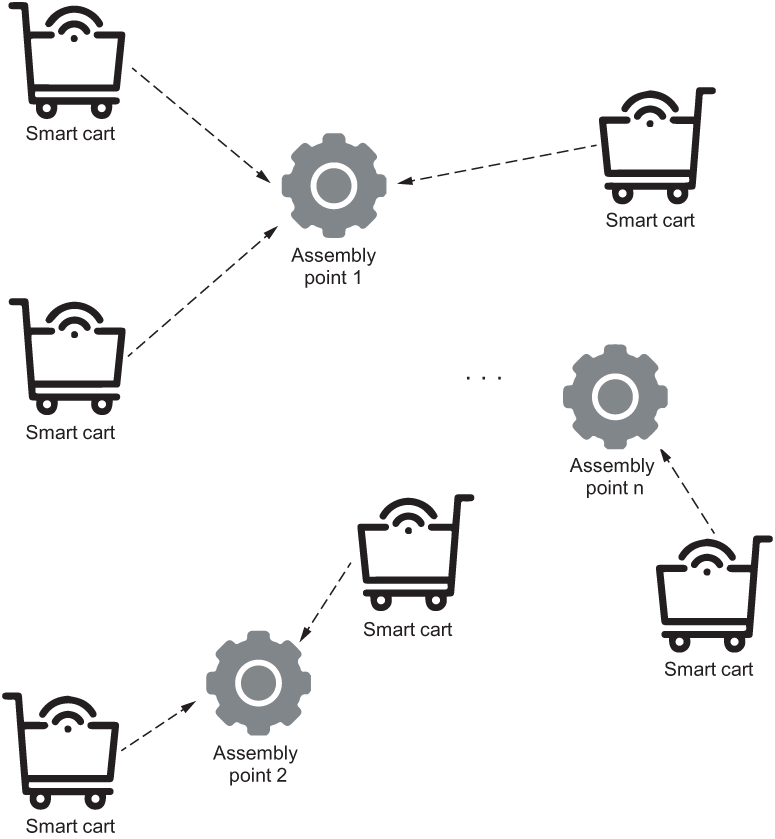 Smart cart
Smart cart
Assembly
point 1
Smart cart
. . .
Assembly
point n
Smart cart
Smart cart
Assembly
point 2
Smart cart